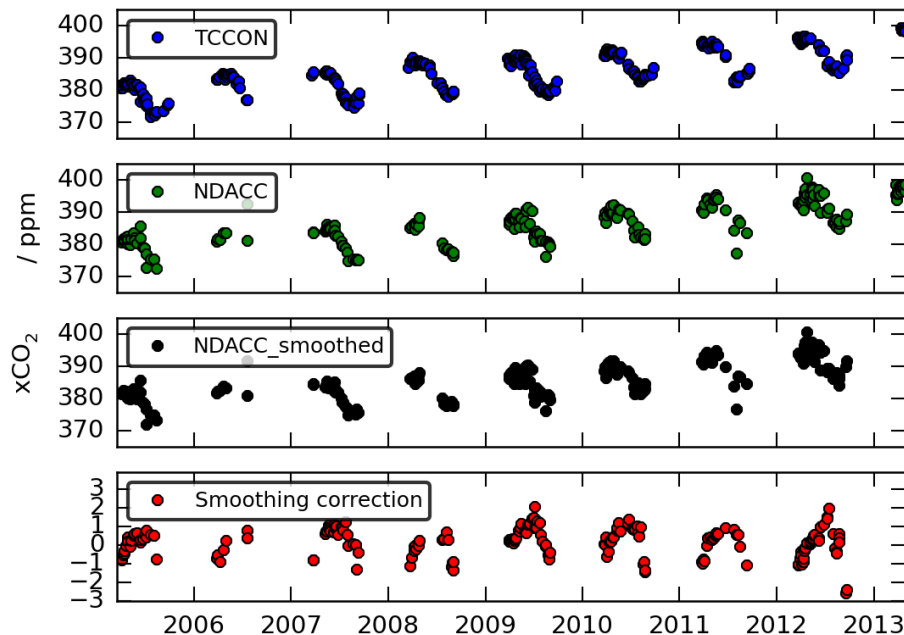 400
TCCON
390
380
370
400
NDACC
390
380
370
/ ppm
400
NDACC_smoothed
390
380
370
xCO₂
3
Smoothing correction
2
1
0
−1
−2
−3
2006 2007 2008 2009 2010 2011 2012 2013